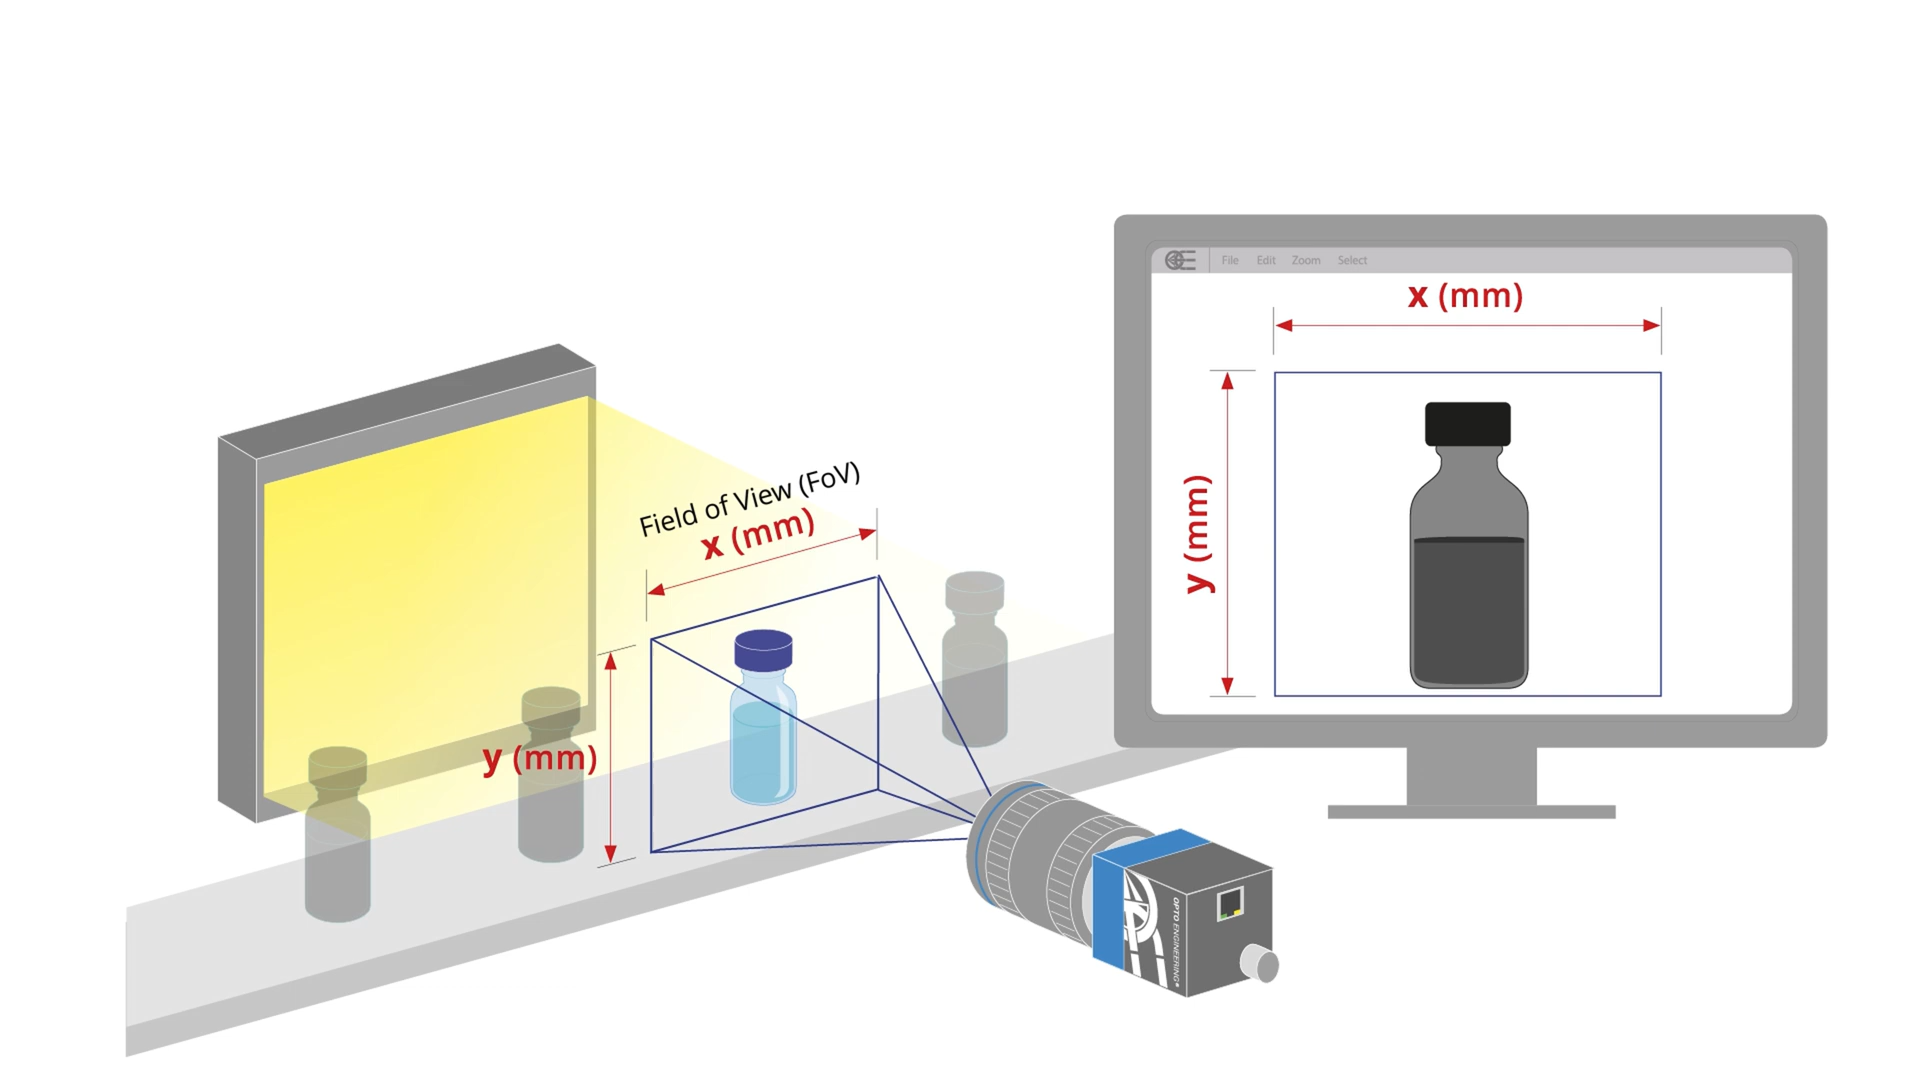 File Edit Zoom Select
x (mm)
y (mm)
Field of View (FoV)
x (mm)
y (mm)
OPTO ENGINEERING®